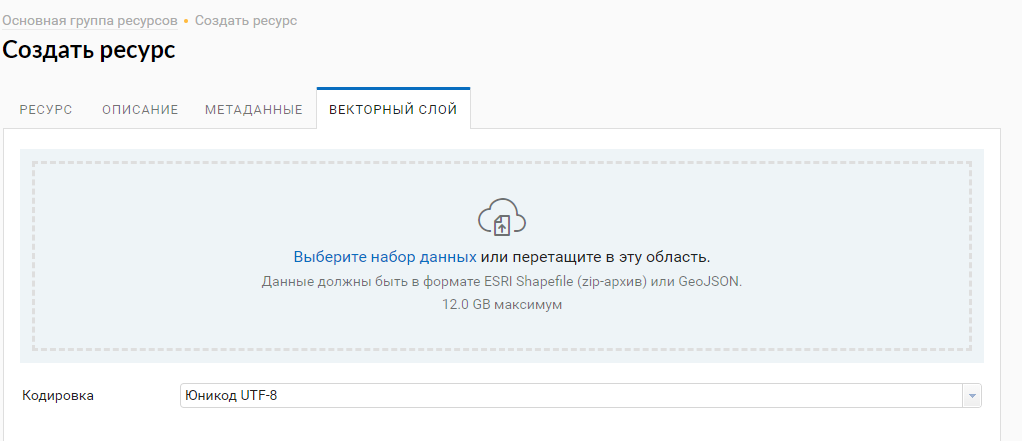 Основная группа ресурсов • Создать ресурс
Создать ресурс
РЕСУРС ОПИСАНИЕ МЕТАДАННЫЕ ВЕКТОРНЫЙ СЛОЙ
Выберите набор данных или перетащите в эту область.
Данные должны быть в формате ESRI Shapefile (zip-архив) или GeoJSON.
12.0 GB максимум
Кодировка Юникод UTF-8